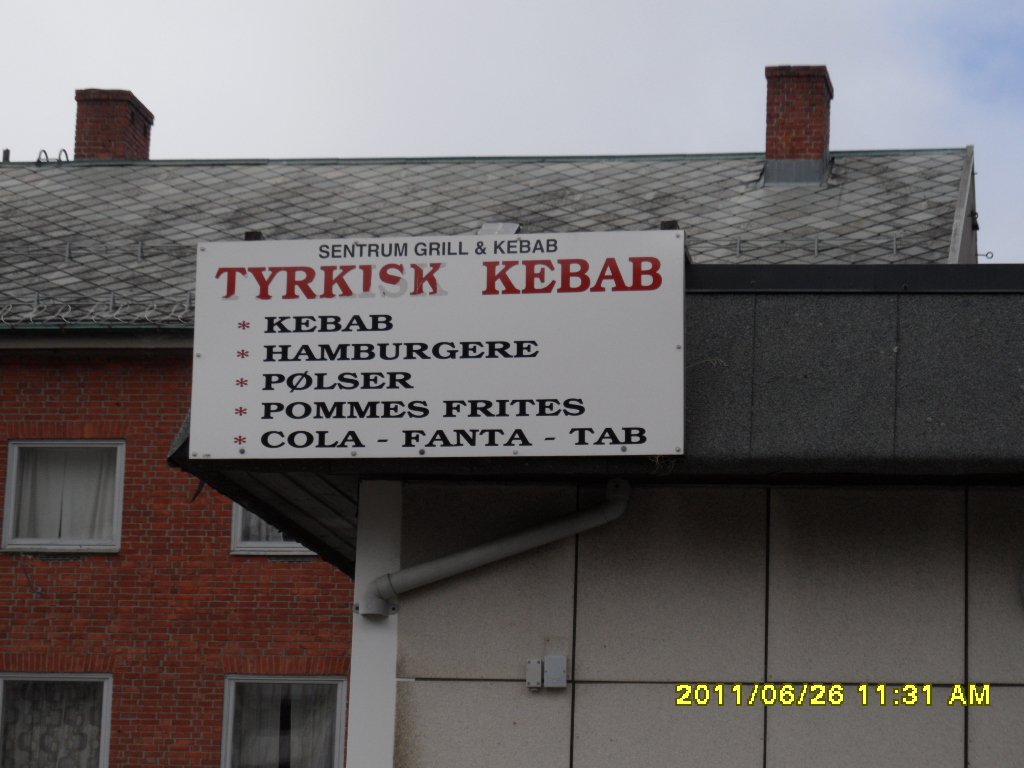 SENTRUM GRILL & KEBAB
TYRKISK KEBAB
* KEBAB
* HAMBURGERE
* PØLSER
* POMMES FRITES
* COLA - FANTA - TAB
2011/06/26 11:31 AM